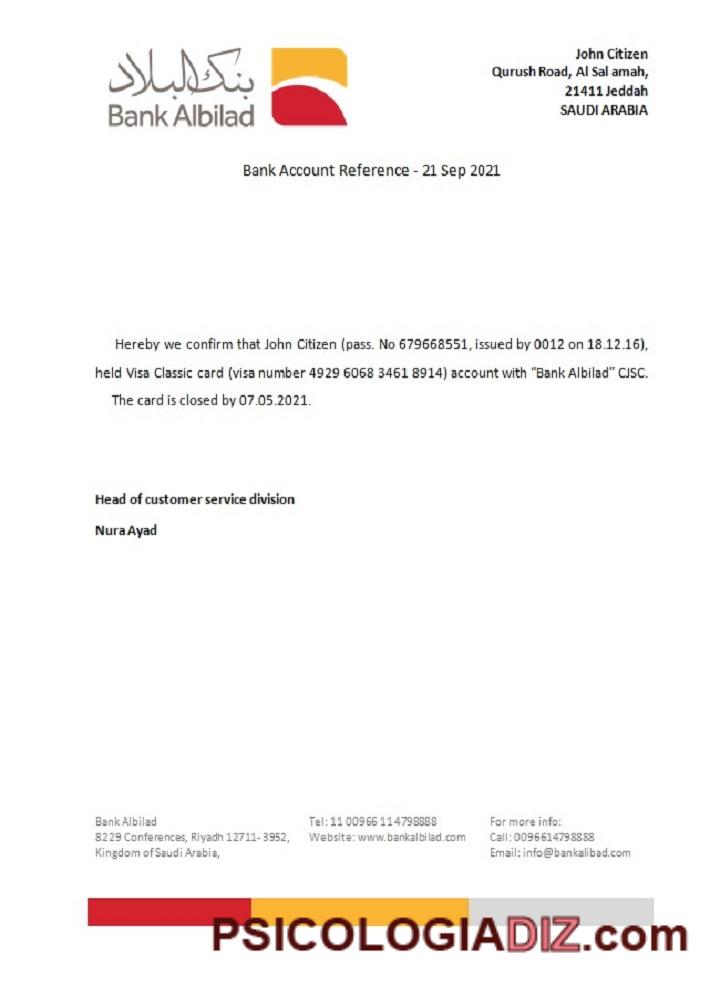 بنك البلاد
Bank Albilad
John Citizen
Qurush Road, Al Sal amah,
21411 Jeddah
SAUDI ARABIA
Bank Account Reference - 21 Sep 2021
Hereby we confirm that John Citizen (pass. No 679668551, issued by 0012 on 18.12.16),
held Visa Classic card (visa number 4929 6068 3461 8914) account with “Bank Albilad” CJSC.
The card is closed by 07.05.2021.
Head of customer service division
Nura Ayad
Bank Albilad
8229 Conferences, Riyadh 12711- 3952,
Kingdom of Saudi Arabia,
Tel: 11 00966 114798888
Website: www.bankalbilad.com
For more info:
Call: 0096614798888
Email: info@bankalibad.com
PSICOLOGIADIZ.com